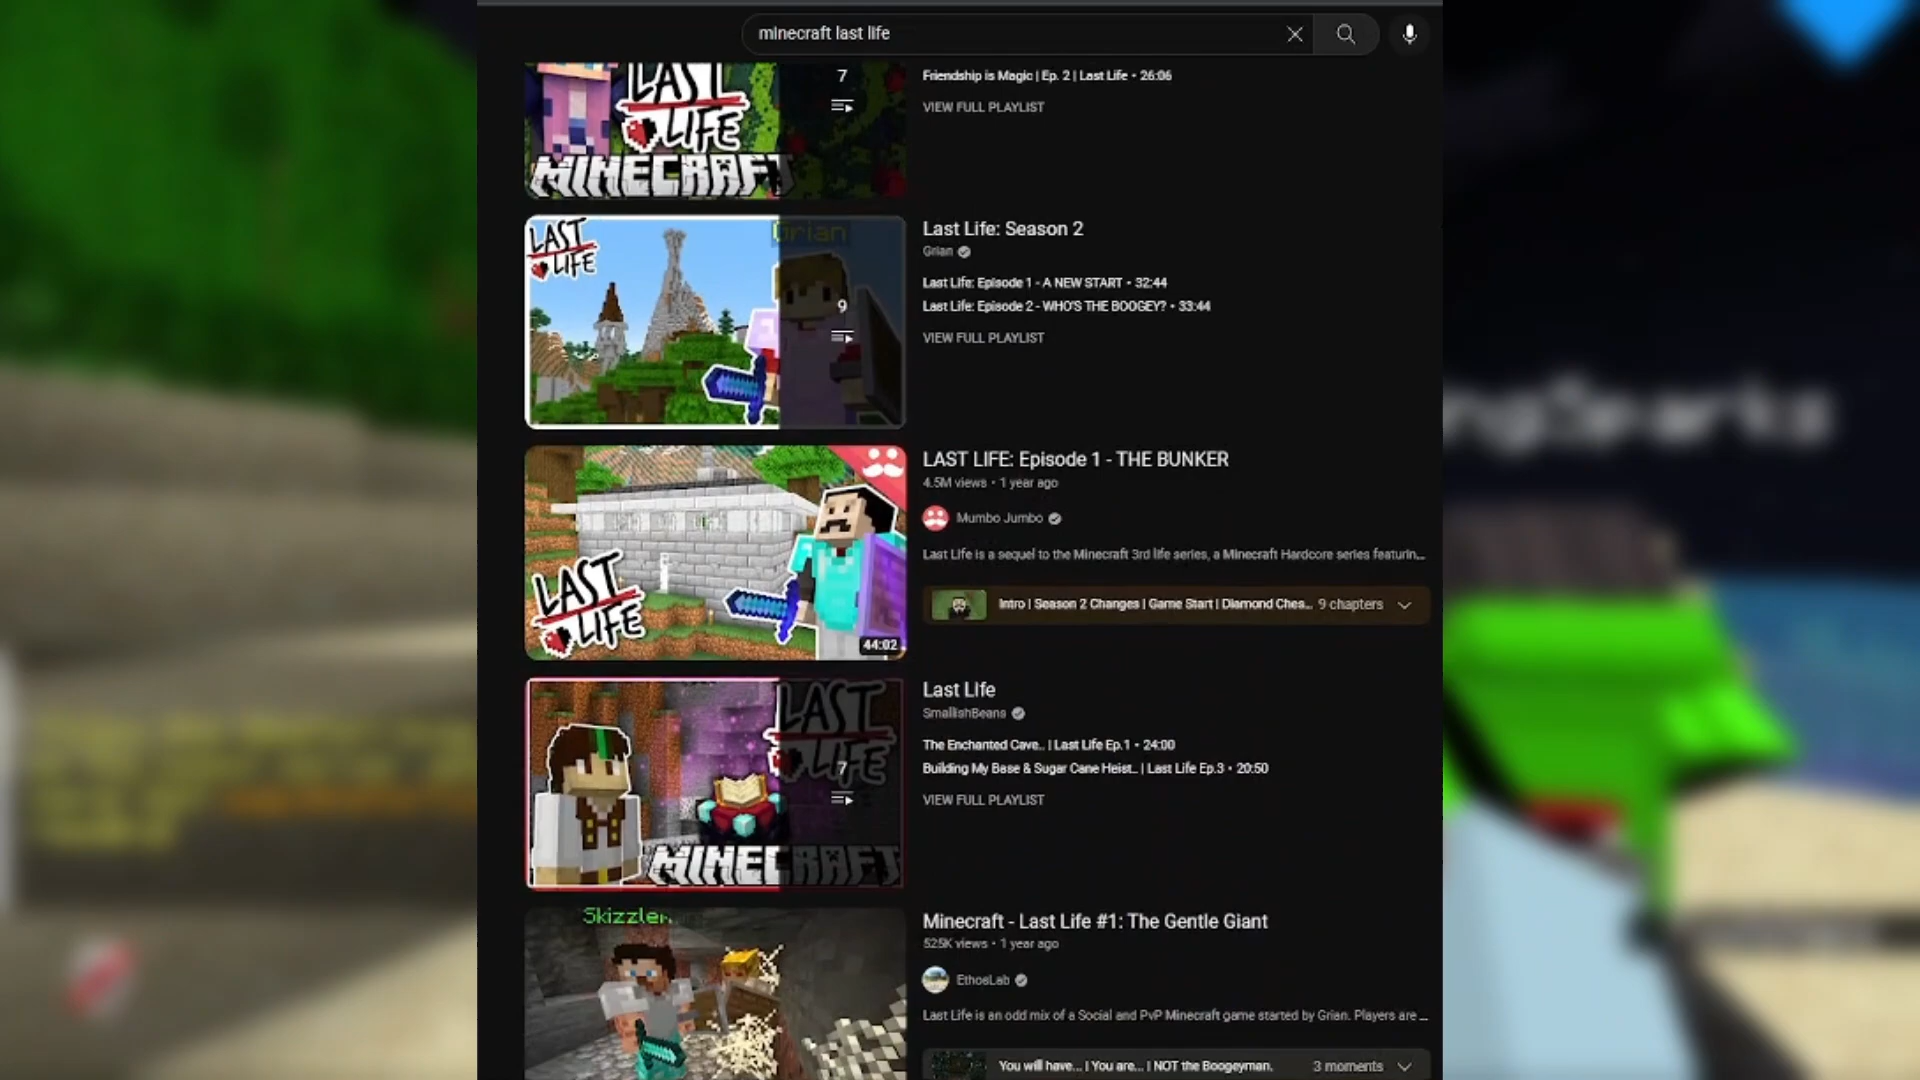 minecraft last life
LAST
LIFE
MINECRAFT
7
Friendship is Magic | Ep. 2 | Last Life • 26:06
VIEW FULL PLAYLIST
LAST
LIFE
Grian
9
Last Life: Season 2
Grian
Last Life: Episode 1 - A NEW START • 32:44
Last Life: Episode 2 - WHO'S THE BOOGEY? • 33:44
VIEW FULL PLAYLIST
LAST
LIFE
44:02
LAST LIFE: Episode 1 - THE BUNKER
4.5M views • 1 year ago
Mumbo Jumbo
Last Life is a sequel to the Minecraft 3rd life series, a Minecraft Hardcore series featurin...
Intro | Season 2 Changes | Game Start | Diamond Ches... 9 chapters
LAST
LIFE
7
MINECRAFT
Last Life
SmallishBeans
The Enchanted Cave.. | Last Life Ep.1 • 24:00
Building My Base & Sugar Cane Heist.. | Last Life Ep.3 • 20:50
VIEW FULL PLAYLIST
Minecraft - Last Life #1: The Gentle Giant
525K views • 1 year ago
EthosLab
Last Life is an odd mix of a Social and PvP Minecraft game started by Grian. Players are ...
You will have... | You are... | NOT the Boogeyman. 3 moments